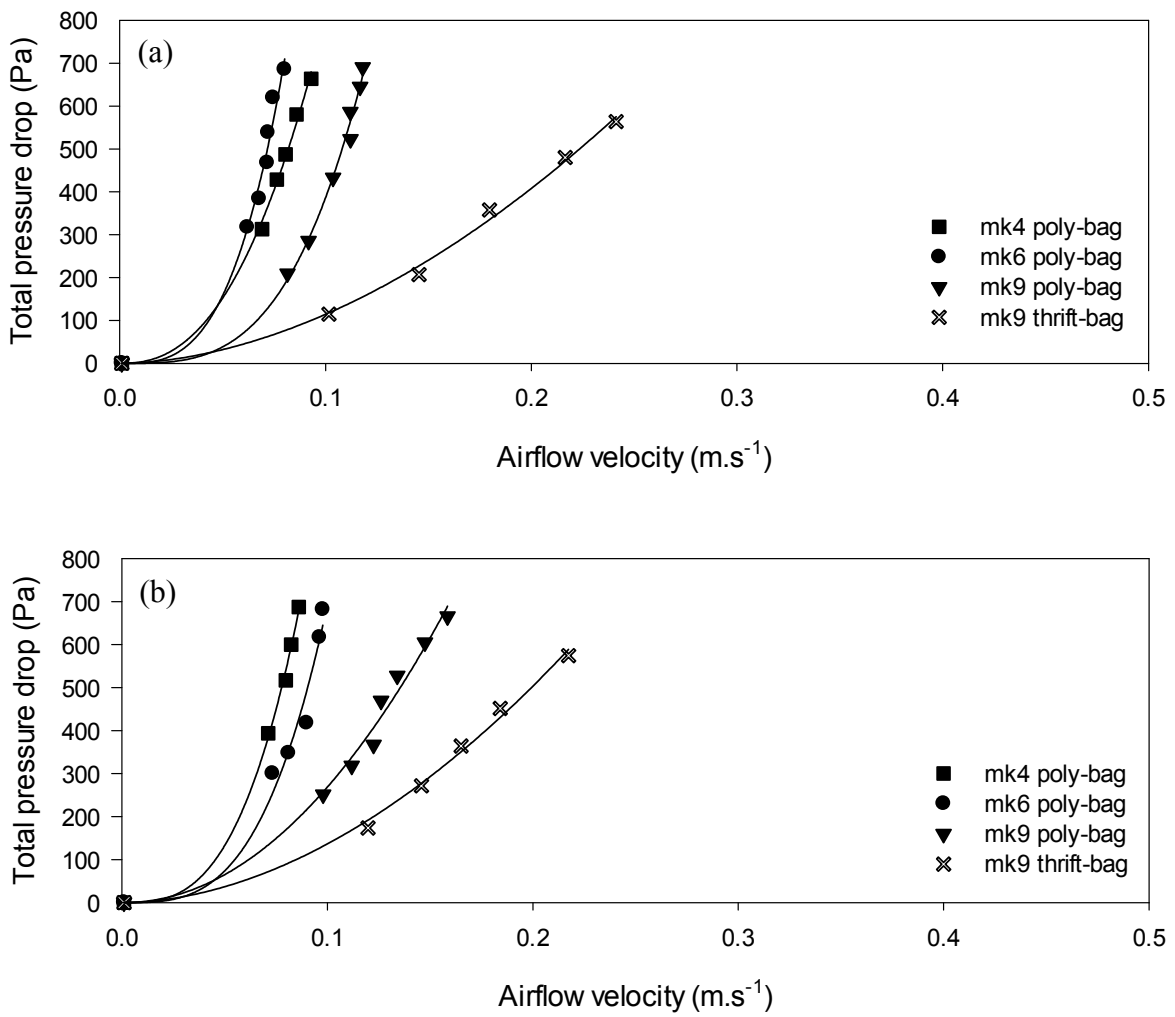 (a)
Total pressure drop (Pa)
800
700
600
500
400
300
200
100
0
mk4 poly-bag
mk6 poly-bag
mk9 poly-bag
mk9 thrift-bag
0.0 0.1 0.2 0.3 0.4 0.5
Airflow velocity (m.s⁻¹)
(b)
Total pressure drop (Pa)
800
700
600
500
400
300
200
100
0
mk4 poly-bag
mk6 poly-bag
mk9 poly-bag
mk9 thrift-bag
0.0 0.1 0.2 0.3 0.4 0.5
Airflow velocity (m.s⁻¹)